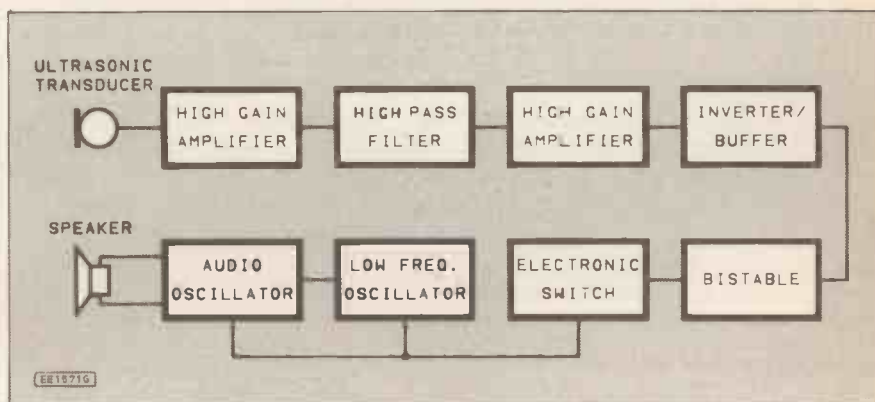 ULTRASONIC
TRANSDUCER
HIGH GAIN
AMPLIFIER
HIGH PASS
FILTER
HIGH GAIN
AMPLIFIER
INVERTER/
BUFFER
SPEAKER
AUDIO
OSCILLATOR
LOW FREQ.
OSCILLATOR
ELECTRONIC
SWITCH
BISTABLE
EE1571G